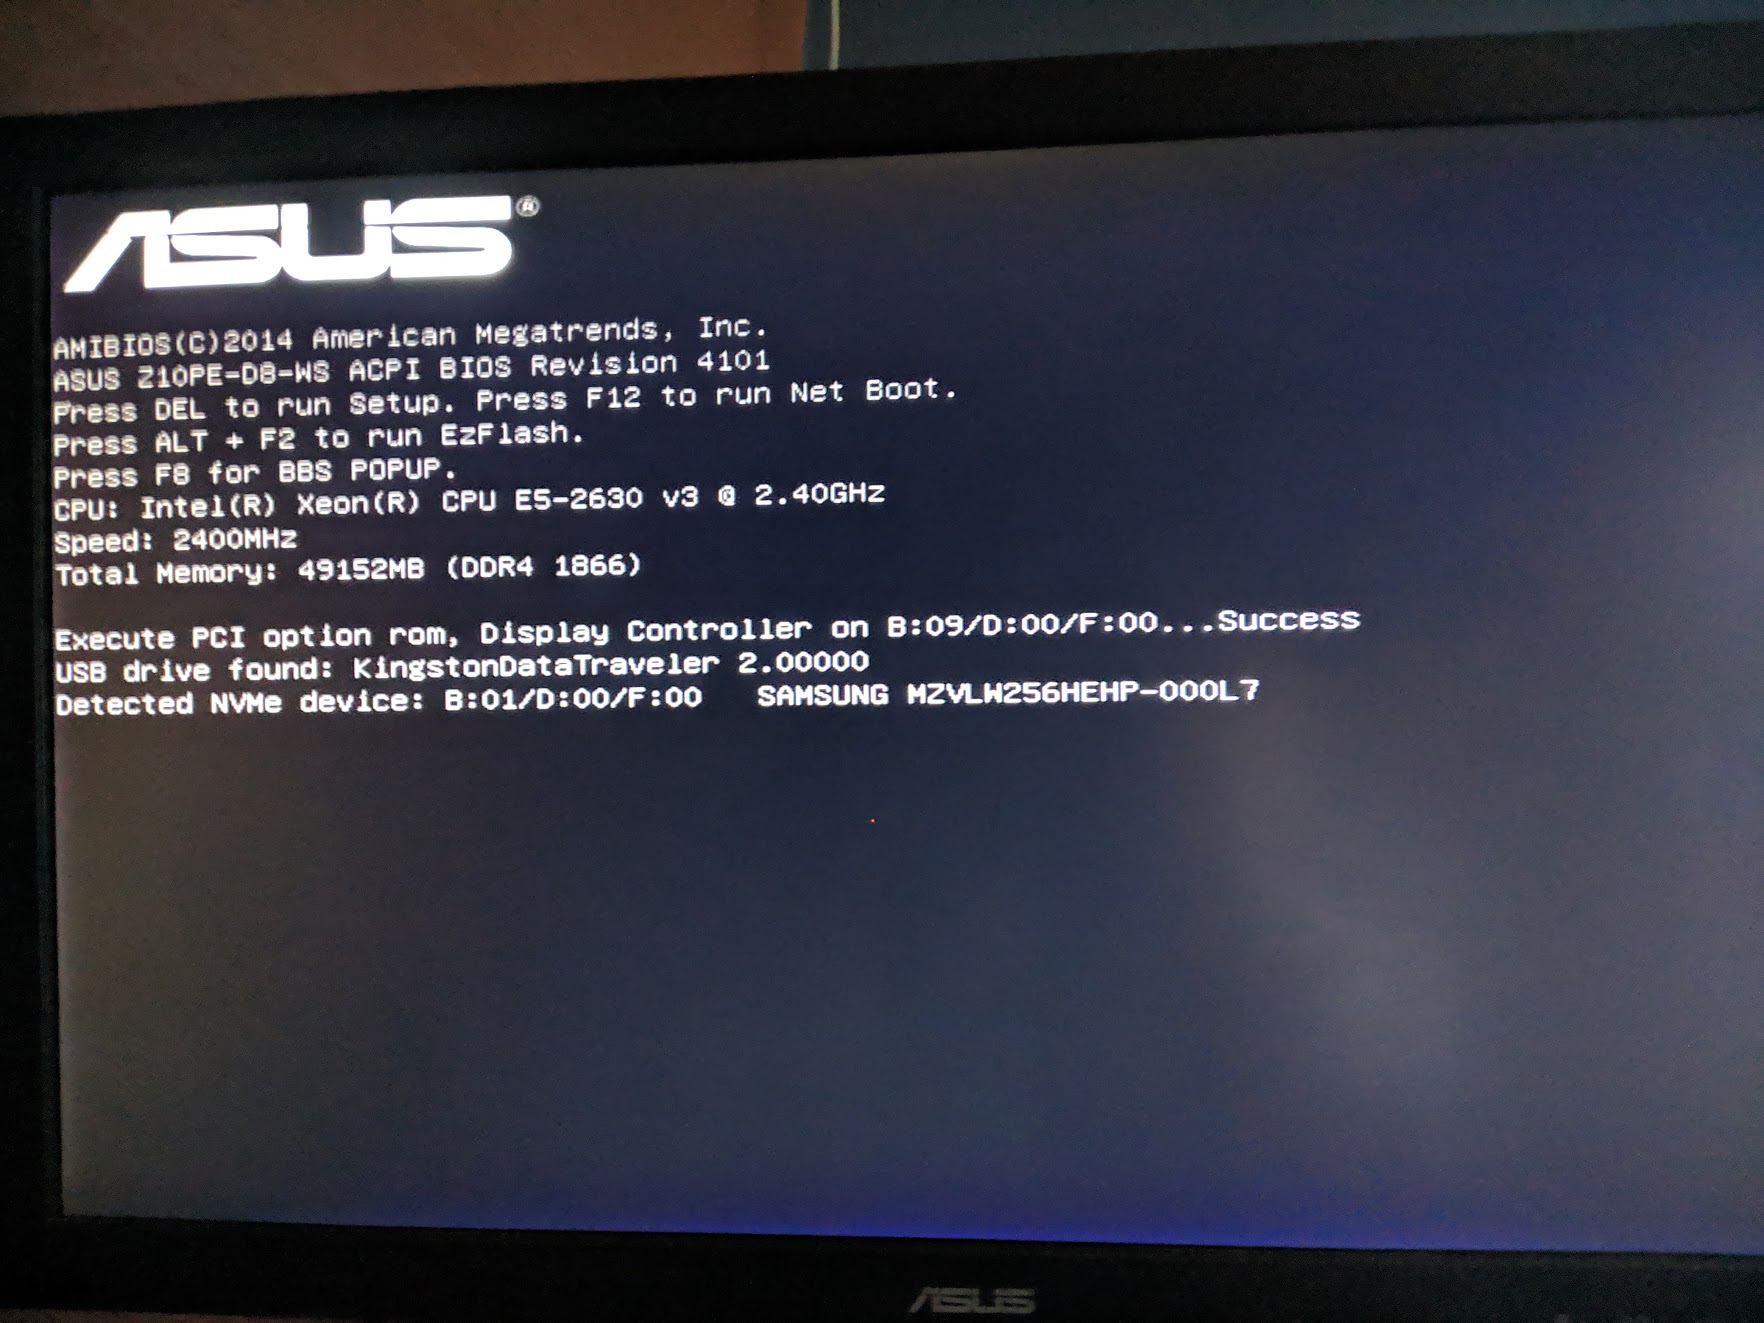 ASUS®
AMIBIOS(C)2014 American Megatrends, Inc.
ASUS Z10PE-D8-WS ACPI BIOS Revision 4101
Press DEL to run Setup. Press F12 to run Net Boot.
Press ALT + F2 to run EzFlash.
Press F8 for BBS POPUP.
CPU: Intel(R) Xeon(R) CPU E5-2630 v3 @ 2.40GHz
Speed: 2400MHz
Total Memory: 49152MB (DDR4 1866)
Execute PCI option rom, Display Controller on B:09/D:00/F:00...Success
USB drive found: KingstonDataTraveler 2.00000
Detected NVMe device: B:01/D:00/F:00 SAMSUNG MZVLW256HEHP-000L7
ASUS